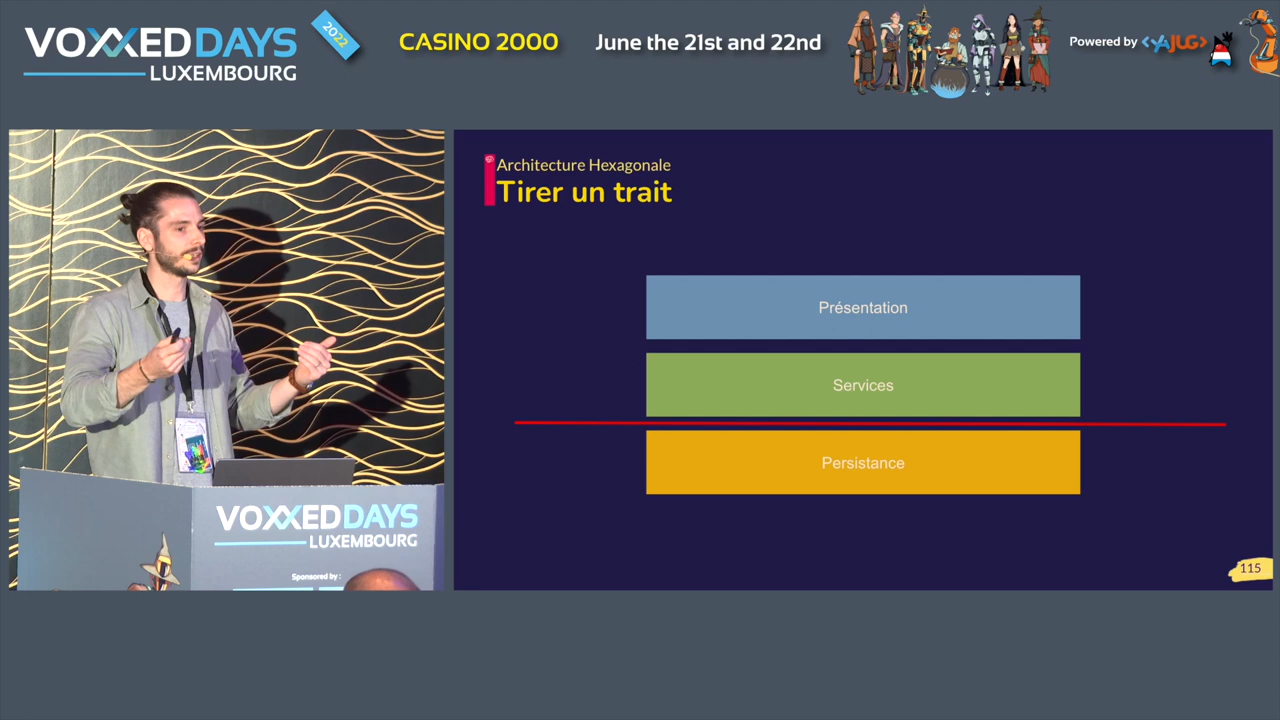 VOXXED DAYS
LUXEMBOURG
2022
CASINO 2000
June the 21st and 22nd
Powered by <YAJUG>
Architecture Hexagonale
Tirer un trait
Présentation
Services
Persistance
115
VOXXED DAYS
LUXEMBOURG
Sponsored by :